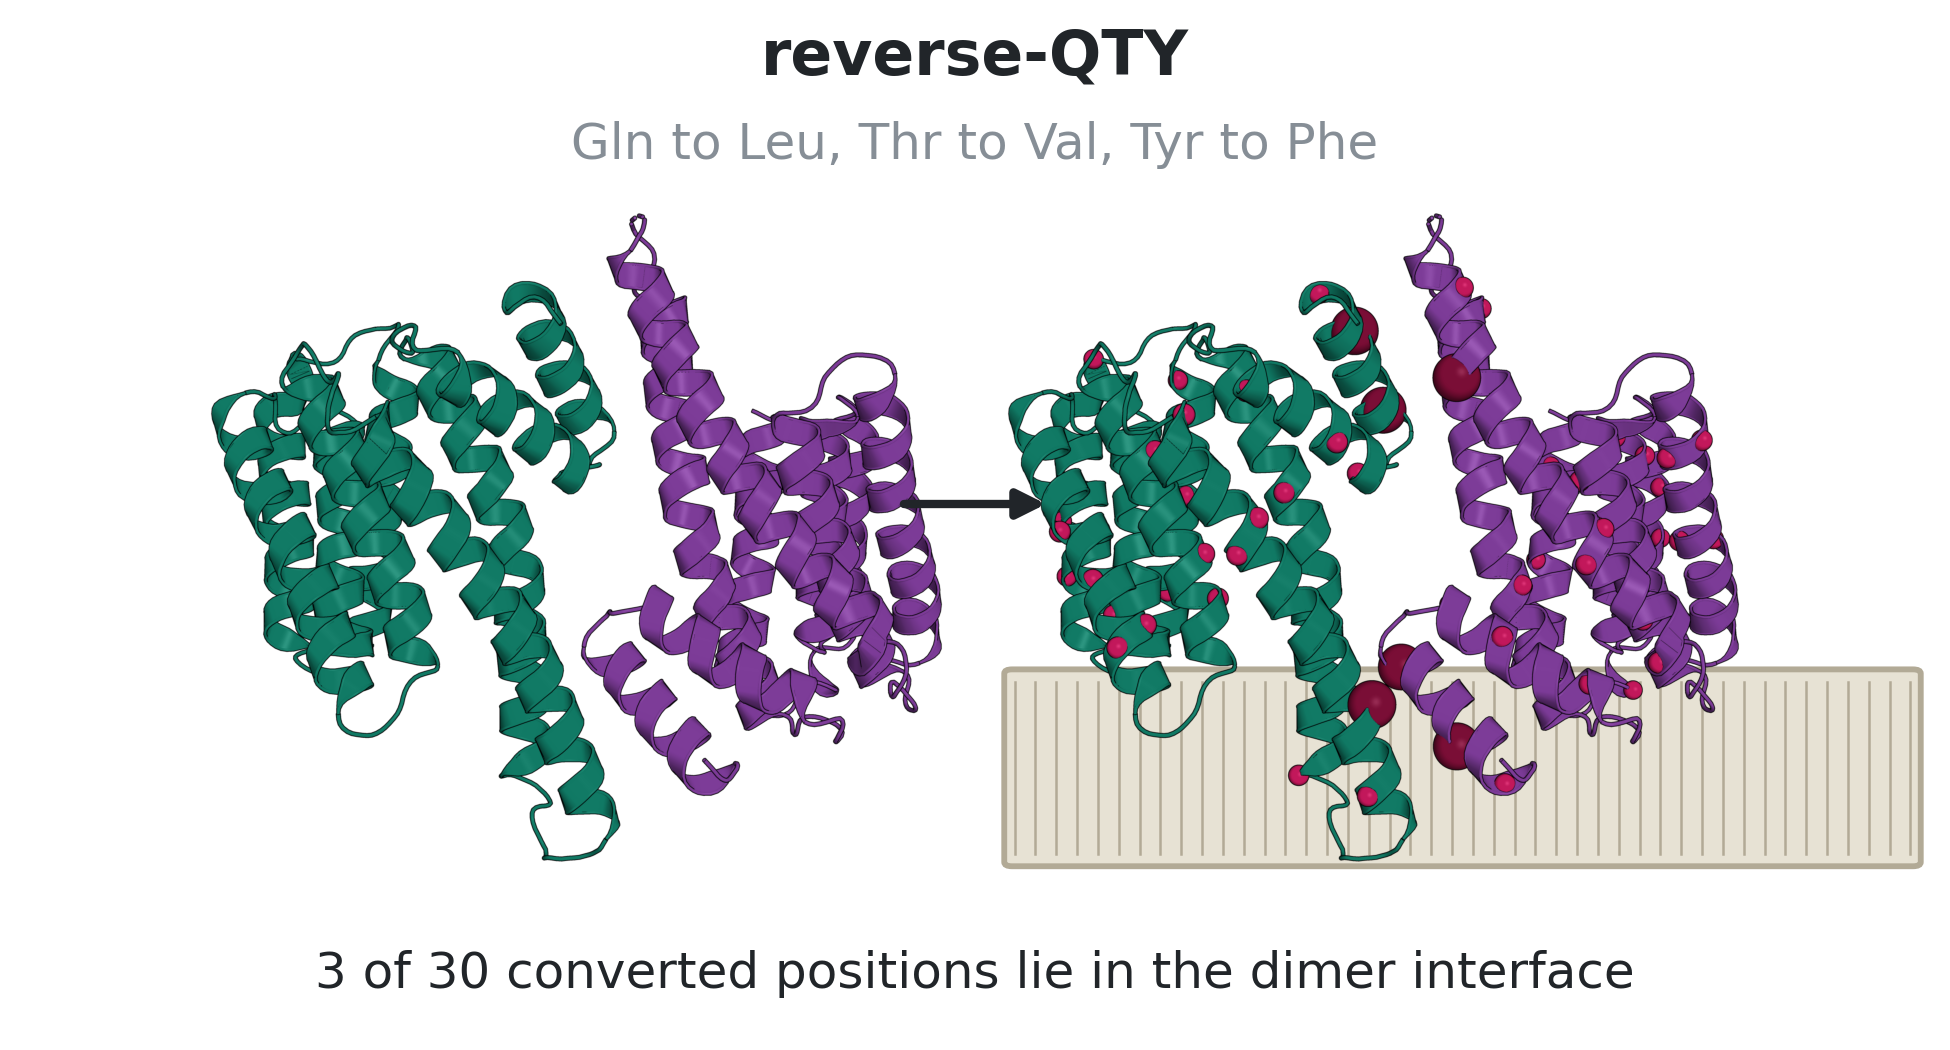 reverse-QTY
Gln to Leu, Thr to Val, Tyr to Phe
3 of 30 converted positions lie in the dimer interface